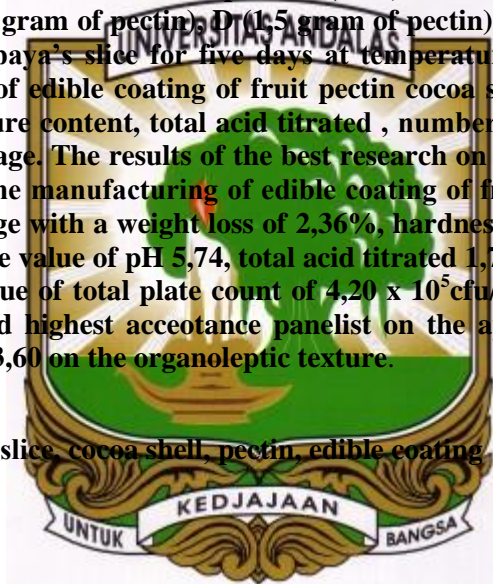 gram of pectin), D (1,5 gram of pectin)
UNIVERSITAS ANDALAS
paya's slice for five days at temperatu
of edible coating of fruit pectin cocoa s
ure content, total acid titrated , number
age. The results of the best research on
he manufacturing of edible coating of f
ge with a weight loss of 2,36%, hardnes
e value of pH 5,74, total acid titrated 1,7
ue of total plate count of 4,20 x 10⁵cfu/
d highest acceotance panelist on the a
3,60 on the organoleptic texture.
slice, cocoa shell, pectin, edible coating
KEDJAJAAN
UNTUK
BANGSA